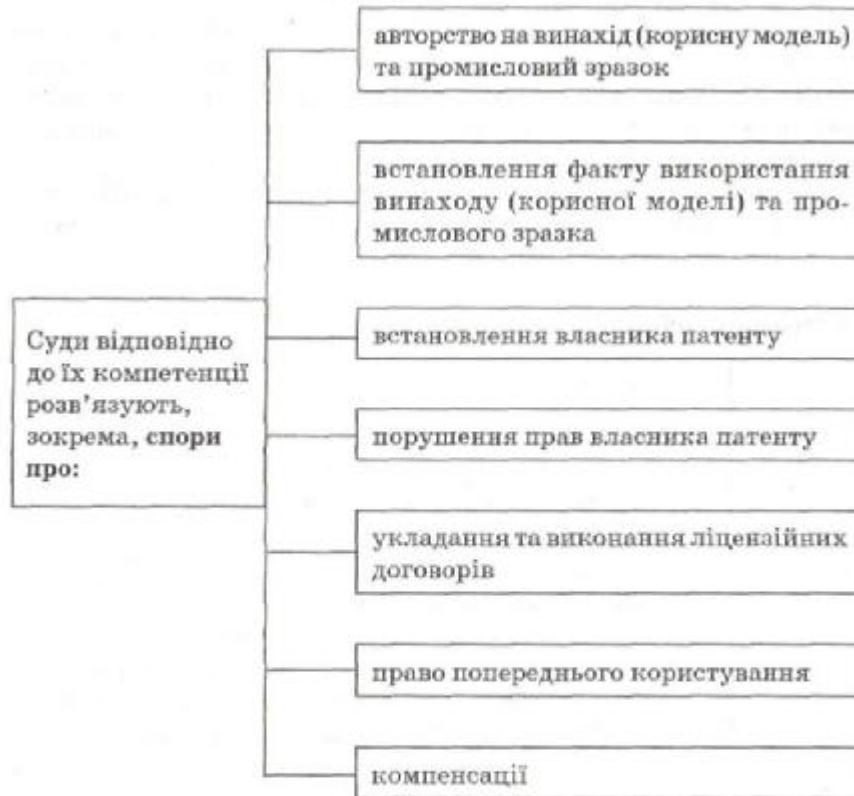 авторство на винахід (корисну модель)
та промисловий зразок
встановлення факту використання
винаходу (корисної моделі) та про-
мислового зразка
Суди відповідно
до їх компетенції
розв’язують,
зокрема, спори
про:
встановлення власника патенту
порушення прав власника патенту
укладання та виконання ліцензійних
договорів
право попереднього користування
компенсації